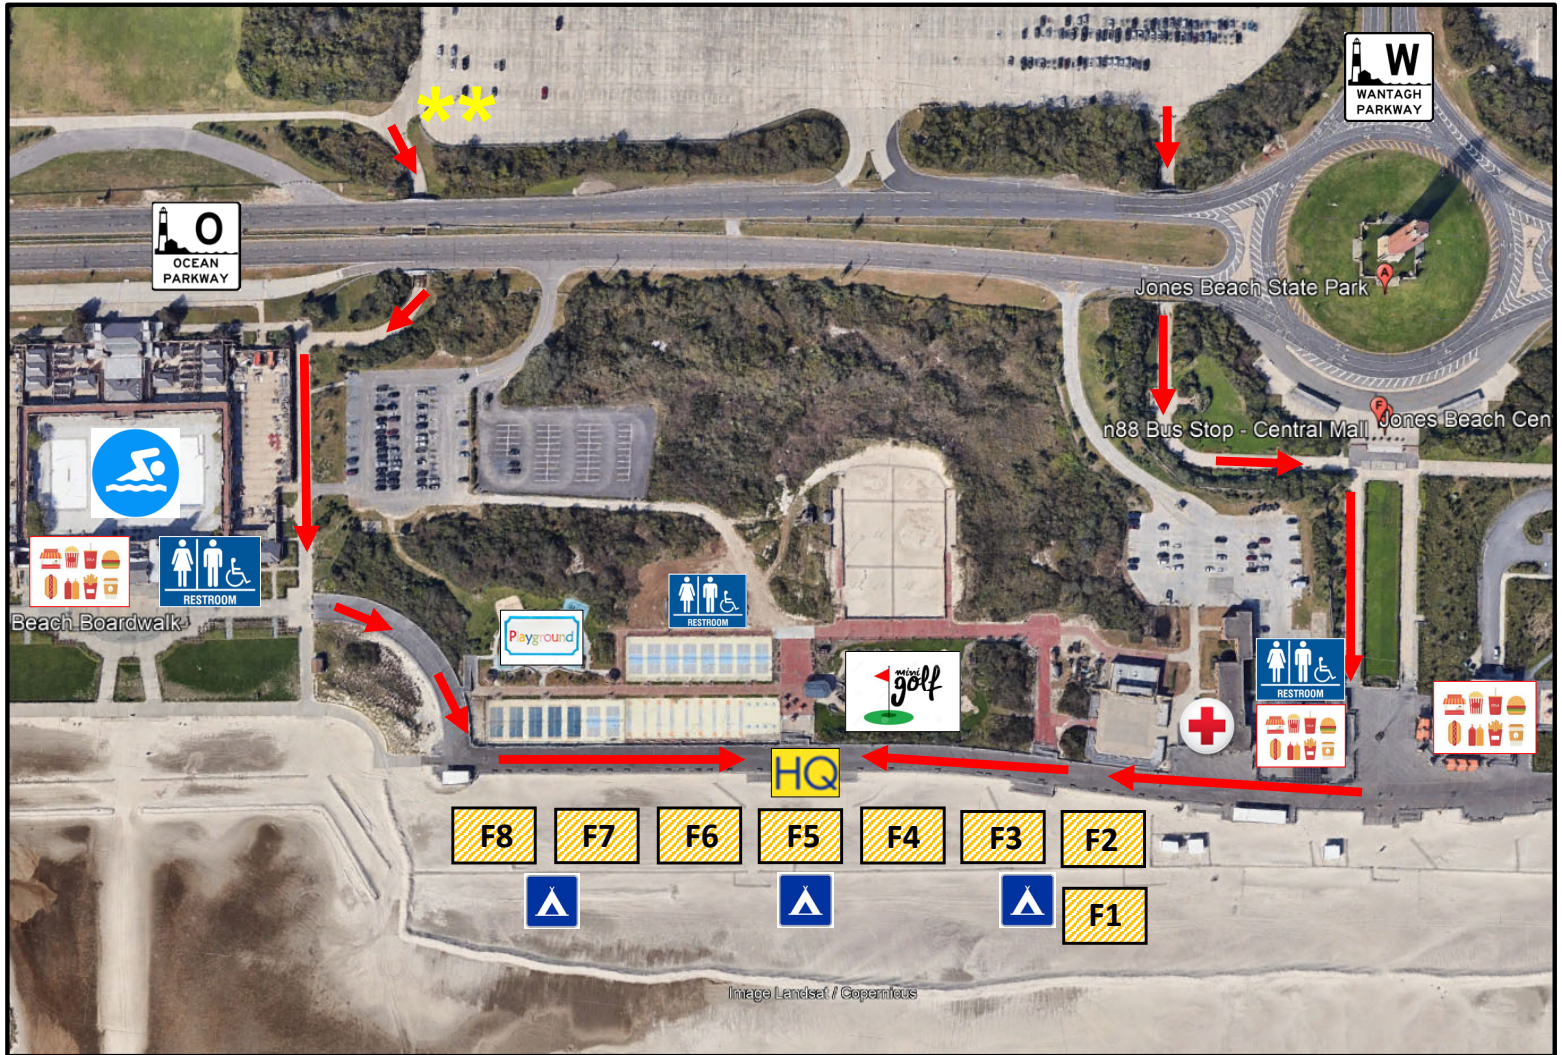 **
W
WANTAGH
PARKWAY
O
OCEAN
PARKWAY
A
Jones Beach State Park
F
n88 Bus Stop - Central Mall
Jones Beach Cen
RESTROOM
Beach Boardwalk
RESTROOM
Playground
mini
golf
RESTROOM
HQ
F8
F7
F6
F5
F4
F3
F2
F1
Image Landsat / Copernicus